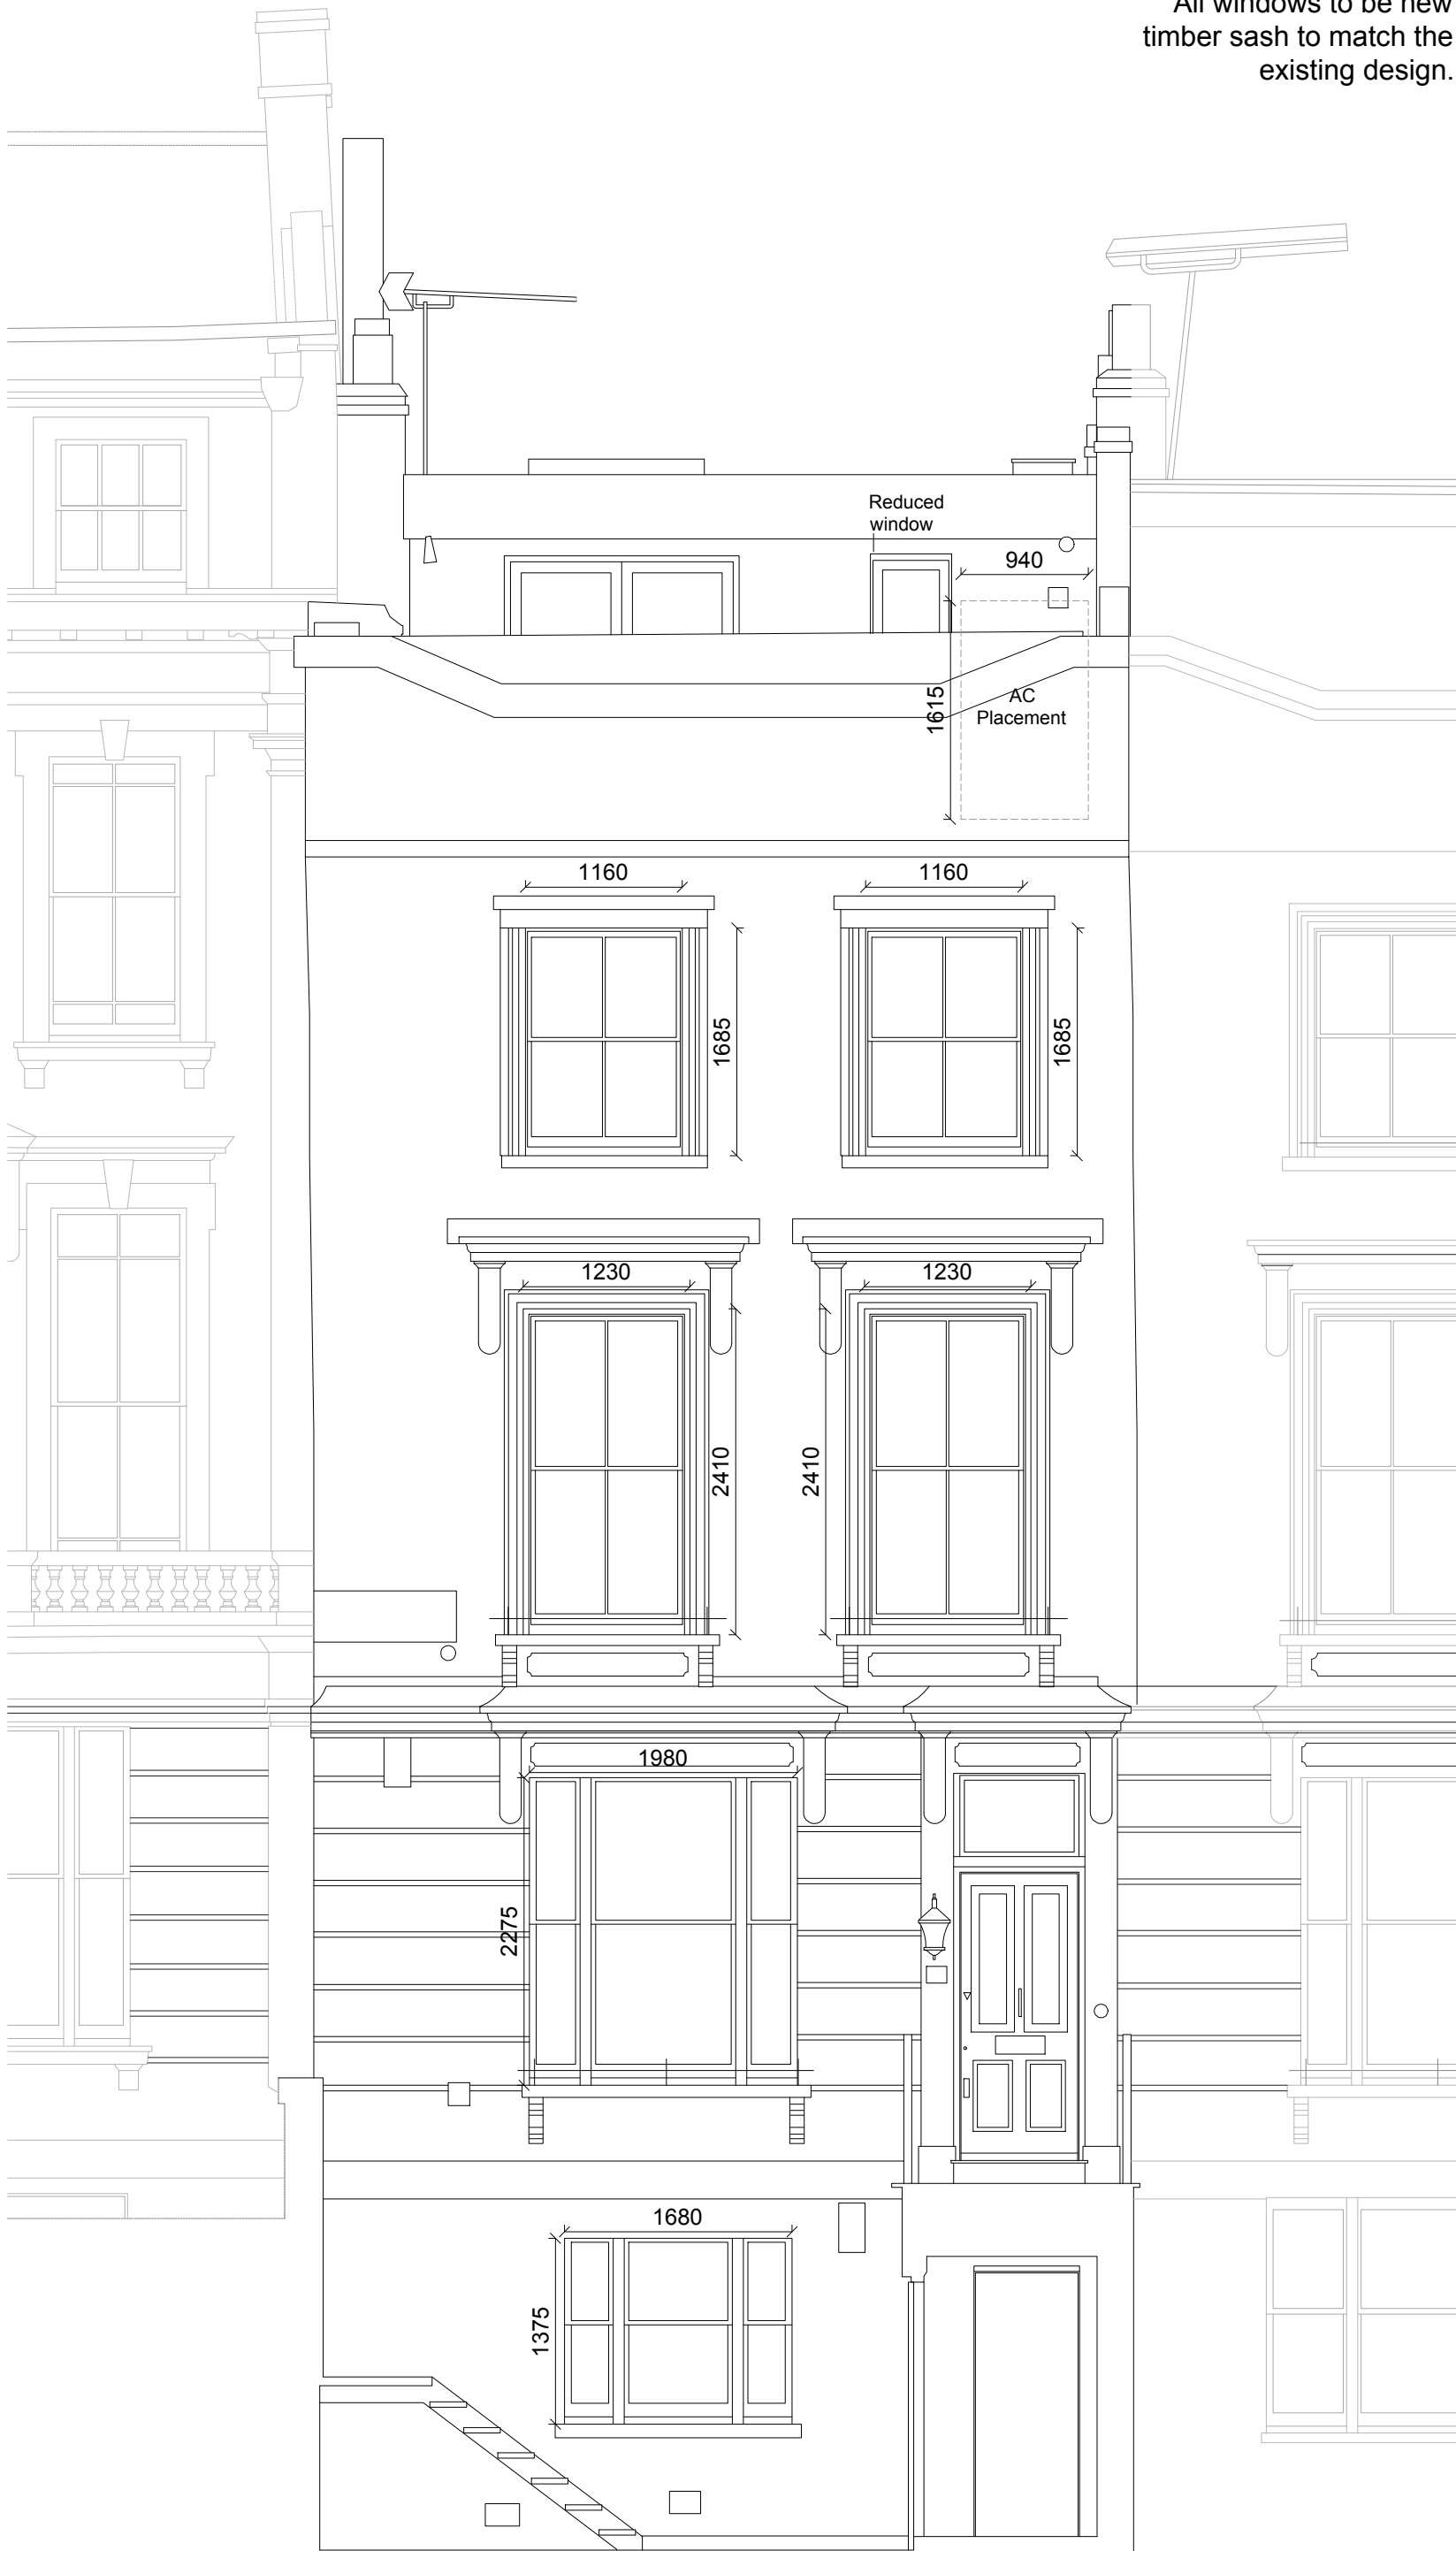 All windows to be new
timber sash to match the
existing design.
Reduced
window
940
1615
AC
Placement
1160
1160
1685
1685
1230
1230
2410
2410
1980
2275
1680
1375